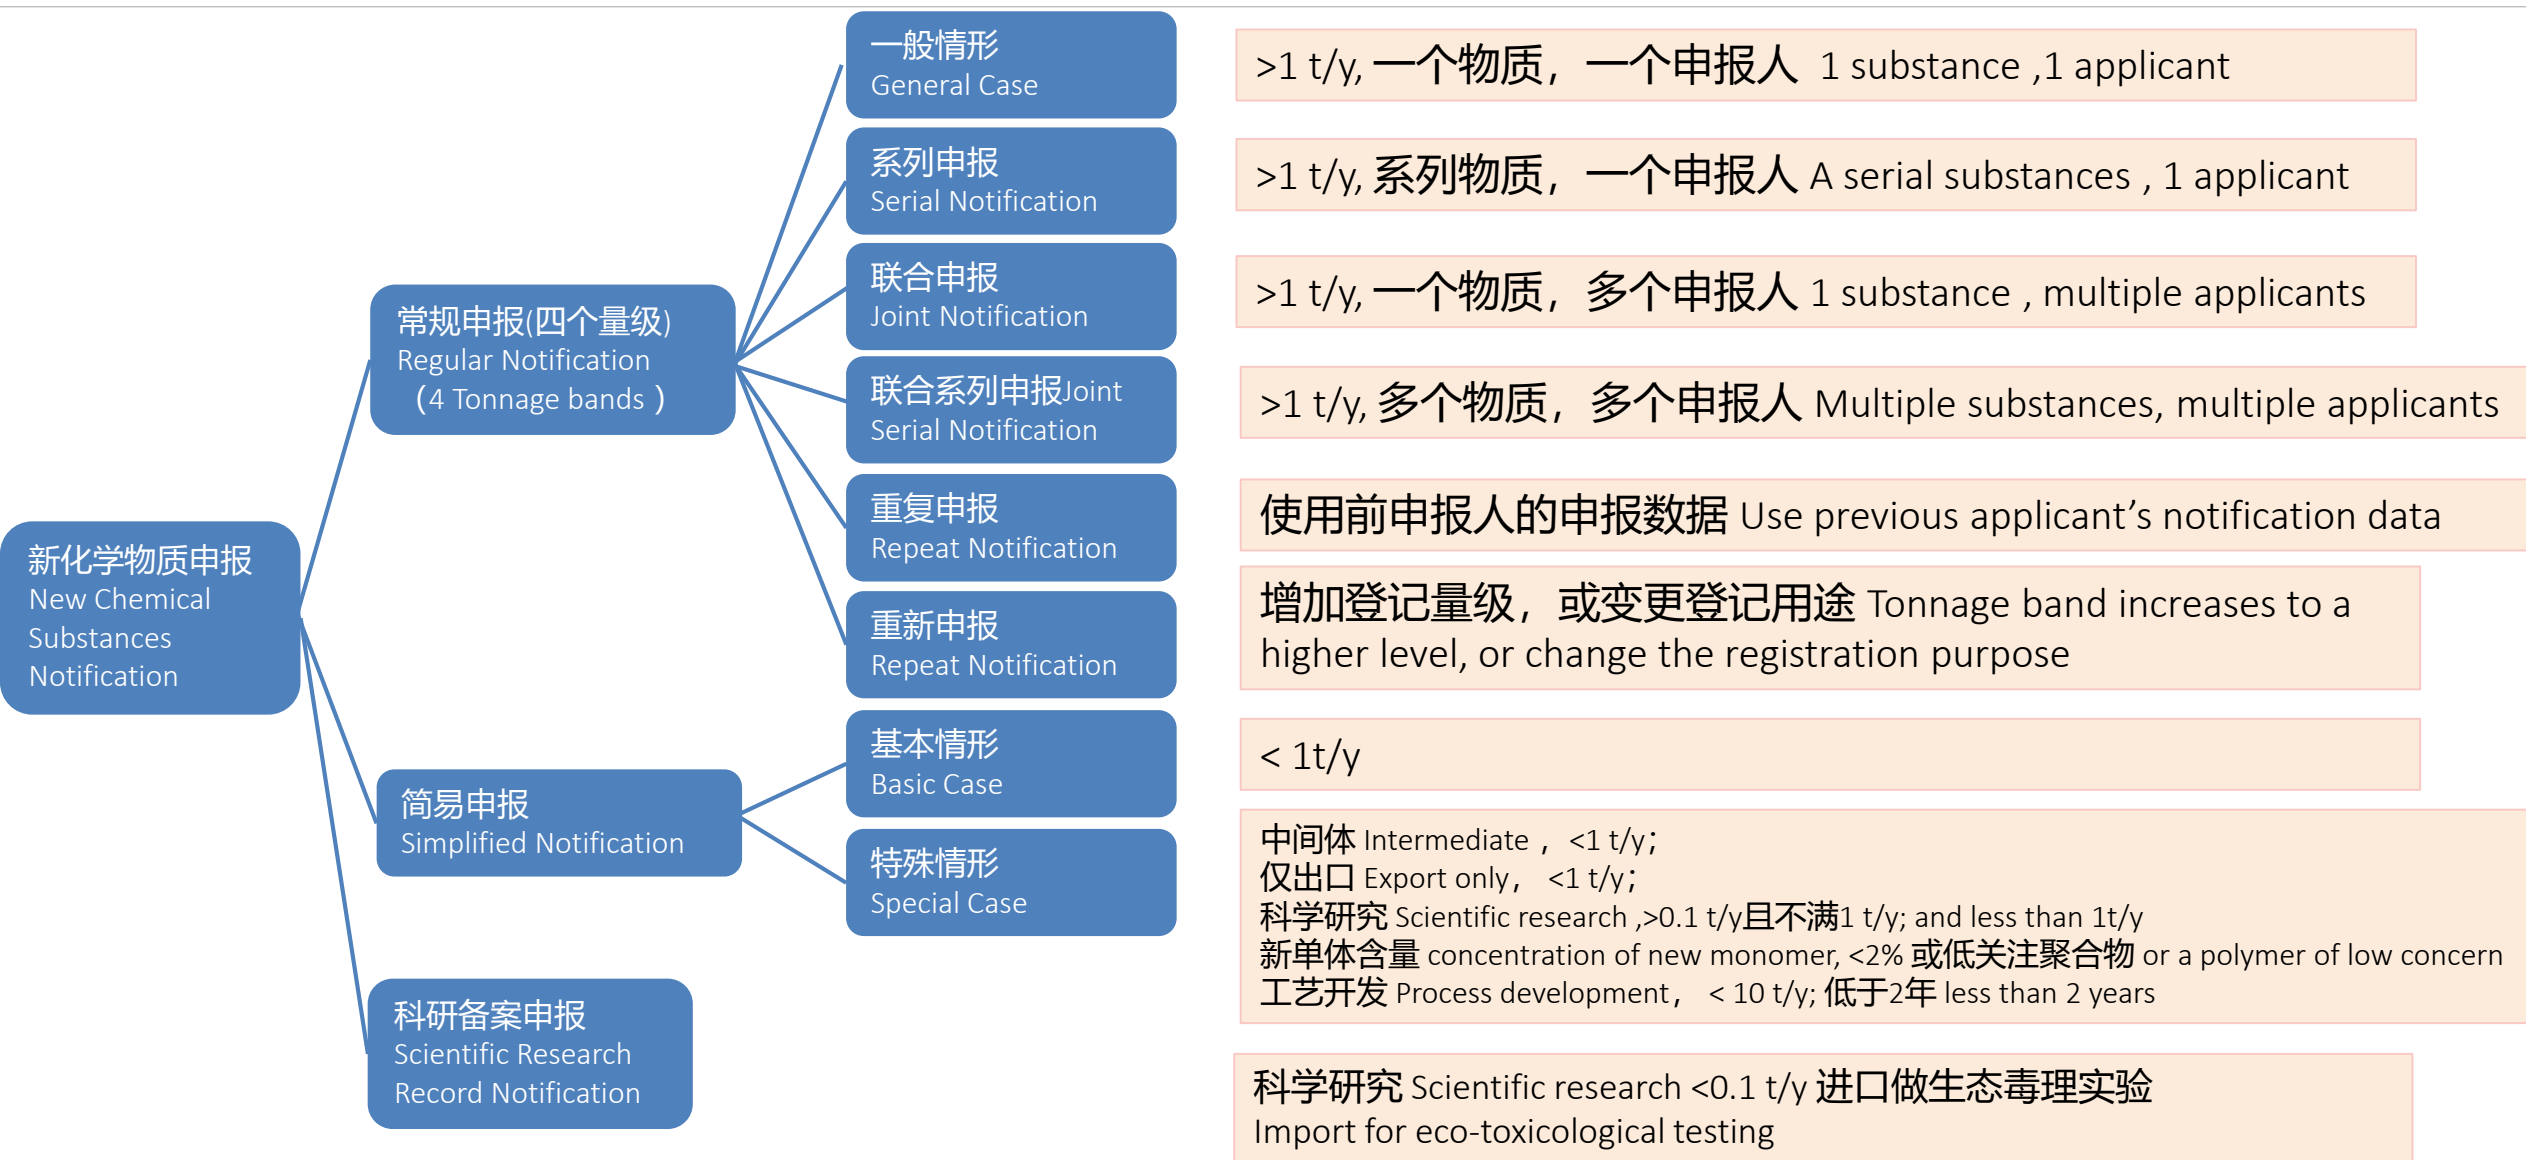 新化学物质申报
New Chemical
Substances
Notification
常规申报(四个量级)
Regular Notification
（4 Tonnage bands ）
简易申报
Simplified Notification
科研备案申报
Scientific Research
Record Notification
一般情形
General Case
>1 t/y, 一个物质，一个申报人 1 substance ,1 applicant
系列申报
Serial Notification
>1 t/y, 系列物质，一个申报人 A serial substances , 1 applicant
联合申报
Joint Notification
>1 t/y, 一个物质，多个申报人 1 substance , multiple applicants
联合系列申报Joint
Serial Notification
>1 t/y, 多个物质，多个申报人 Multiple substances, multiple applicants
重复申报
Repeat Notification
使用前申报人的申报数据 Use previous applicant’s notification data
重新申报
Repeat Notification
增加登记量级，或变更登记用途 Tonnage band increases to a
higher level, or change the registration purpose
基本情形
Basic Case
< 1t/y
特殊情形
Special Case
中间体 Intermediate ，<1 t/y；
仅出口 Export only， <1 t/y；
科学研究 Scientific research ,>0.1 t/y且不满1 t/y; and less than 1t/y
新单体含量 concentration of new monomer, <2% 或低关注聚合物 or a polymer of low concern
工艺开发 Process development， < 10 t/y; 低于2年 less than 2 years
科学研究 Scientific research <0.1 t/y 进口做生态毒理实验
Import for eco-toxicological testing